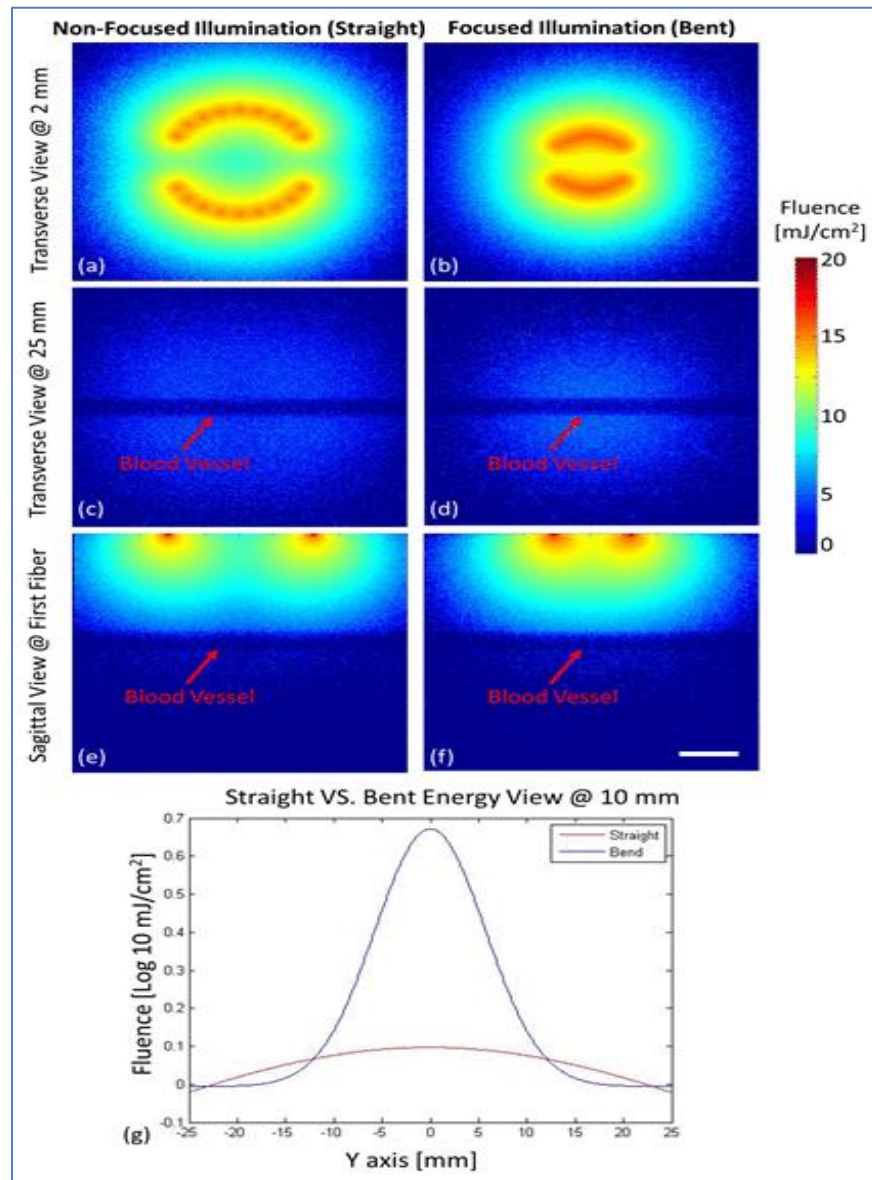 Non-Focused Illumination (Straight)
Focused Illumination (Bent)
Transverse View @ 2 mm
(a)
(b)
Fluence
[mJ/cm²]
20
15
10
5
0
Transverse View @ 25 mm
Blood Vessel
(c)
Blood Vessel
(d)
Sagittal View @ First Fiber
Blood Vessel
(e)
Blood Vessel
(f)
Straight VS. Bent Energy View @ 10 mm
Fluence [Log 10 mJ/cm²]
0.7
0.6
0.5
0.4
0.3
0.2
0.1
0
-0.1
Straight
Bend
-25 -20 -15 -10 -5 0 5 10 15 20 25
(g)
Y axis [mm]